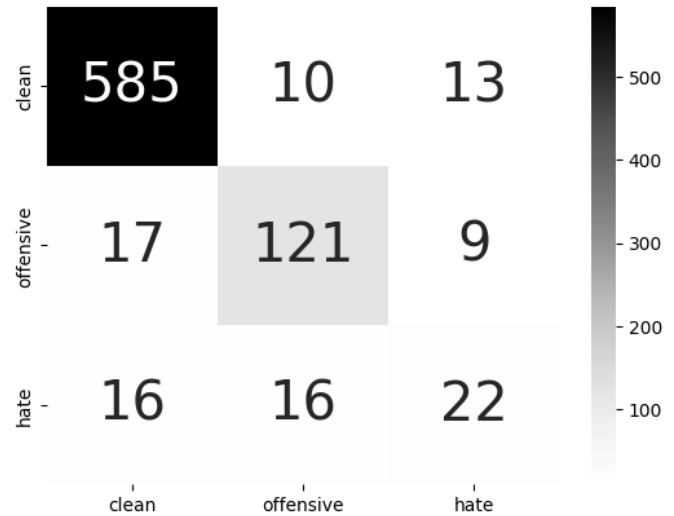 clean 585 10 13
offensive 17 121 9
hate 16 16 22
clean offensive hate
500
400
300
200
100